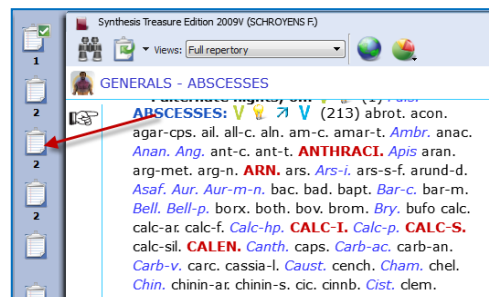 Synthesis Treasure Edition 2009V (SCHROYENS F.)
Views: Full repertory
GENERALS - ABSCESSES
1
2
2
2
ABSCESSES: (213) abrot. acon.
agar-cps. ail. all-c. aln. am-c. amar-t. Ambr. anac.
Anan. Ang. ant-c. ant-t. ANTHRACI. Apis aran.
arg-met. arg-n. ARN. ars. Ars-i. ars-s-f. arund-d.
Asaf. Aur. Aur-m-n. bac. bad. bapt. Bar-c. bar-m.
Bell. Bell-p. borx. both. bov. brom. Bry. bufo calc.
calc-ar. calc-f. Calc-hp. CALC-I. Calc-p. CALC-S.
calc-sil. CALEN. Canth. caps. Carb-ac. carb-an.
Carb-v. carc. cassia-l. Caust. cench. Cham. chel.
Chin. chinin-ar. chinin-s. cic. cinnb. Cist. clem.